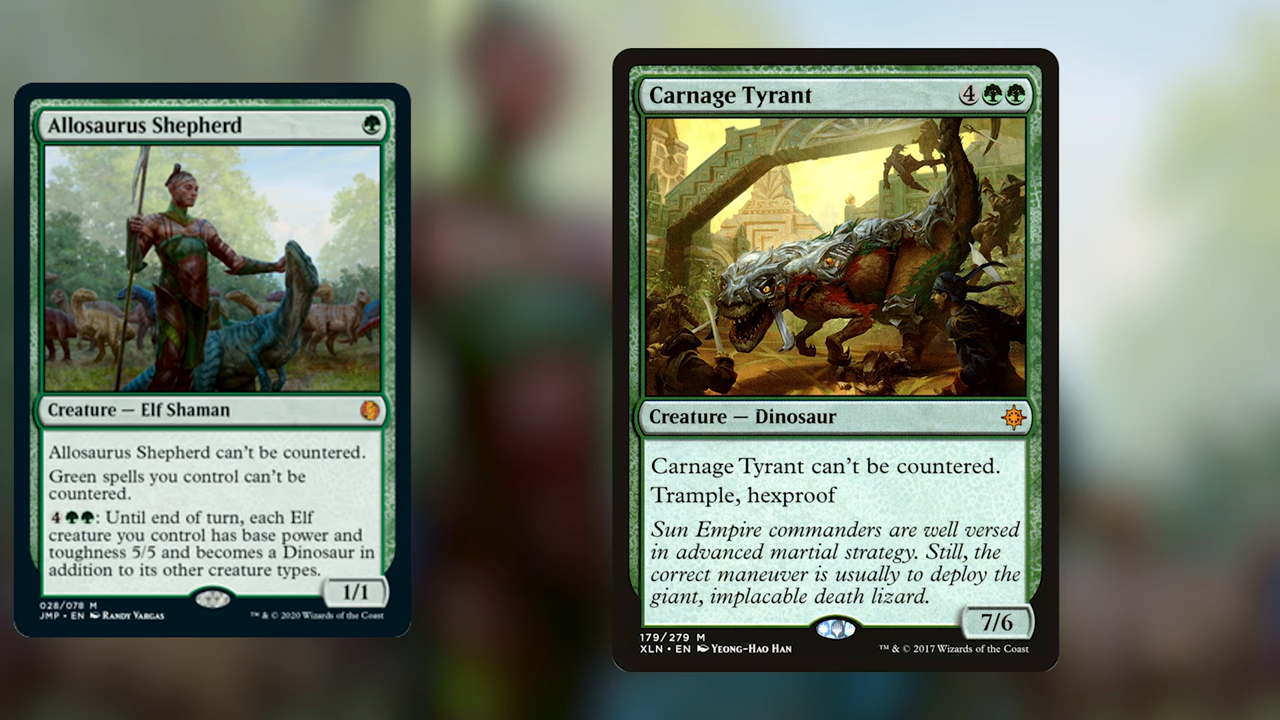 Allosaurus Shepherd
Creature — Elf Shaman
Allosaurus Shepherd can't be countered.
Green spells you control can't be
countered.
4: Until end of turn, each Elf
creature you control has base power and
toughness 5/5 and becomes a Dinosaur in
addition to its other creature types.
1/1
028/078 M
JMP • EN RANDY VARGAS
™ & © 2020 Wizards of the Coast
Carnage Tyrant
4
Creature — Dinosaur
Carnage Tyrant can't be countered.
Trample, hexproof
Sun Empire commanders are well versed
in advanced martial strategy. Still, the
correct maneuver is usually to deploy the
giant, implacable death lizard.
7/6
179/279 M
XLN • EN YEONG-HAO HAN
™ & © 2017 Wizards of the Coast